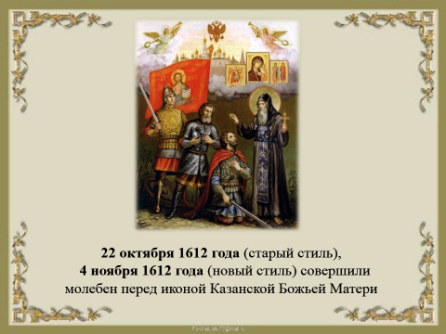 22 октября 1612 года (старый стиль),
4 ноября 1612 года (новый стиль) совершили
молебен перед иконой Казанской Божьей Матери